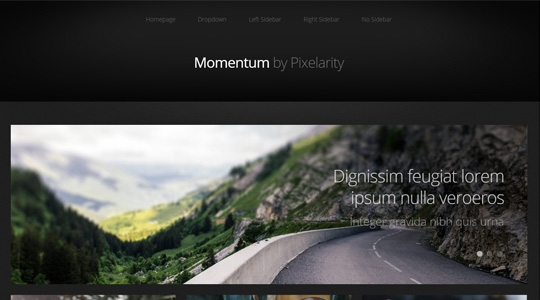 Homepage Dropdown Left Sidebar Right Sidebar No Sidebar
Momentum by Pixelarity
Dignissim feugiat lorem
ipsum nulla veroeros
Integer gravida nibh quis urna